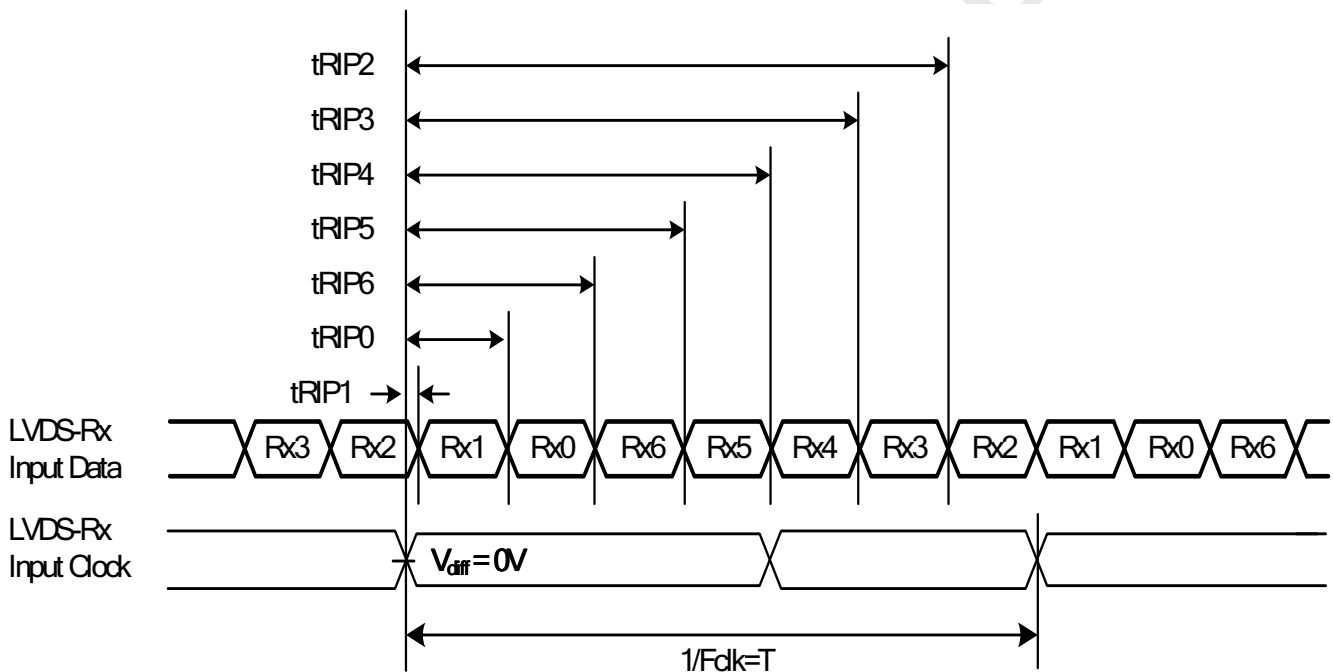 tRIP2
tRIP3
tRIP4
tRIP5
tRIP6
tRIP0
tRIP1
LVDS-Rx
Input Data
Rx3 Rx2 Rx1 Rx0 Rx6 Rx5 Rx4 Rx3 Rx2 Rx1 Rx0 Rx6
LVDS-Rx
Input Clock
Vdiff = 0V
1/Fclk=T